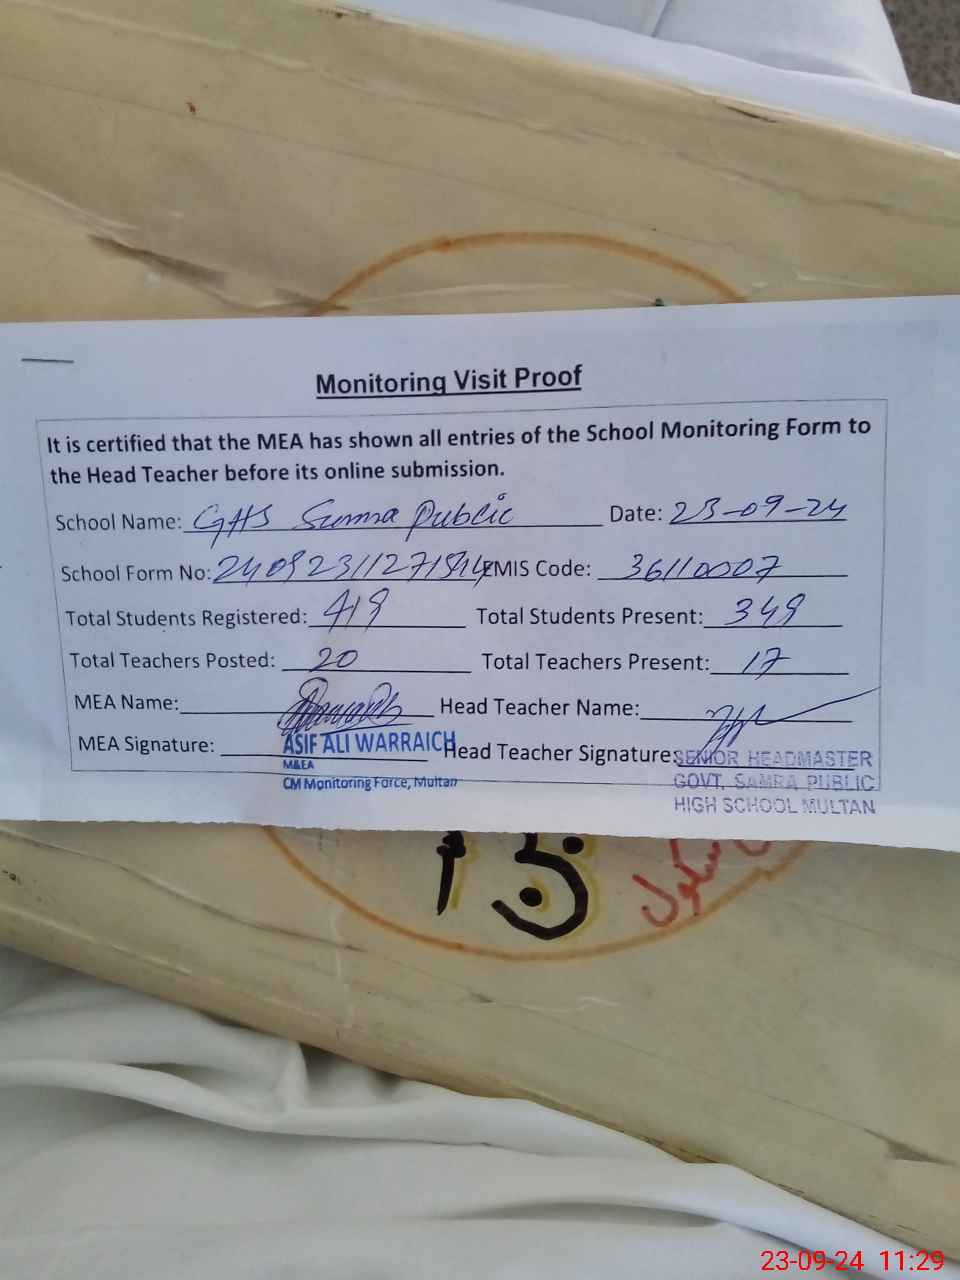 Monitoring Visit Proof
It is certified that the MEA has shown all entries of the School Monitoring Form to
the Head Teacher before its online submission.
School Name: GHS Sumra Public Date: 23-09-24
School Form No: EMIS Code: 36110007
Total Students Registered: 419 Total Students Present: 349
Total Teachers Posted: 20 Total Teachers Present: 17
MEA Name: Head Teacher Name:
MEA Signature: ASIF ALI WARRAICH Head Teacher Signature: SENIOR HEADMASTER
M&EA
CM Monitoring Force, Multan GOVT. SAMRA PUBLIC
HIGH SCHOOL MULTAN
23-09-24 11:29